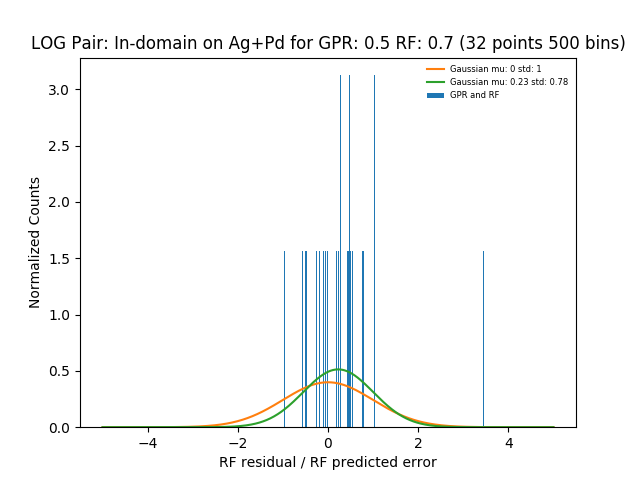 LOG Pair: In-domain on Ag+Pd for GPR: 0.5 RF: 0.7 (32 points 500 bins)
Gaussian mu: 0 std: 1
Gaussian mu: 0.23 std: 0.78
GPR and RF
Normalized Counts
3.0
2.5
2.0
1.5
1.0
0.5
0.0
−4 −2 0 2 4
RF residual / RF predicted error